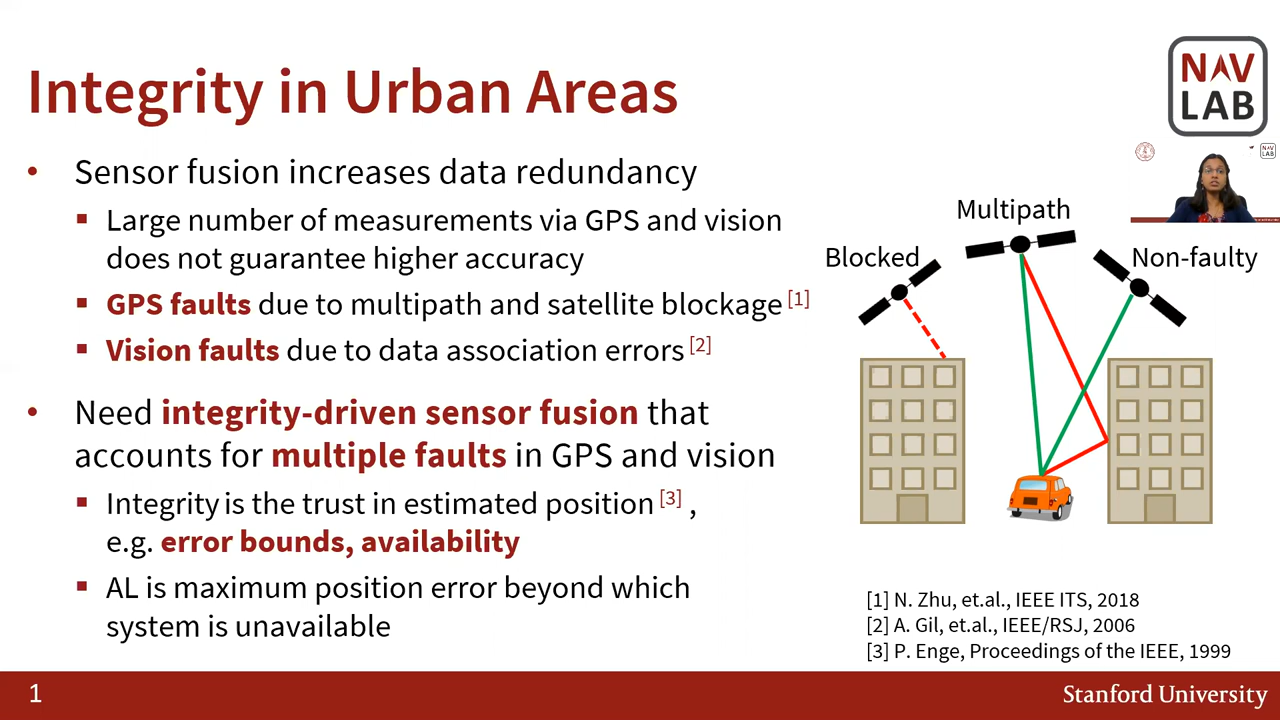 Integrity in Urban Areas
NAV
LAB
• Sensor fusion increases data redundancy
▪ Large number of measurements via GPS and vision
does not guarantee higher accuracy
▪ GPS faults due to multipath and satellite blockage [1]
▪ Vision faults due to data association errors [2]
• Need integrity-driven sensor fusion that
accounts for multiple faults in GPS and vision
▪ Integrity is the trust in estimated position [3] ,
e.g. error bounds, availability
▪ AL is maximum position error beyond which
system is unavailable
NAV
LAB
Multipath
Blocked
Non-faulty
[1] N. Zhu, et.al., IEEE ITS, 2018
[2] A. Gil, et.al., IEEE/RSJ, 2006
[3] P. Enge, Proceedings of the IEEE, 1999
1
Stanford University